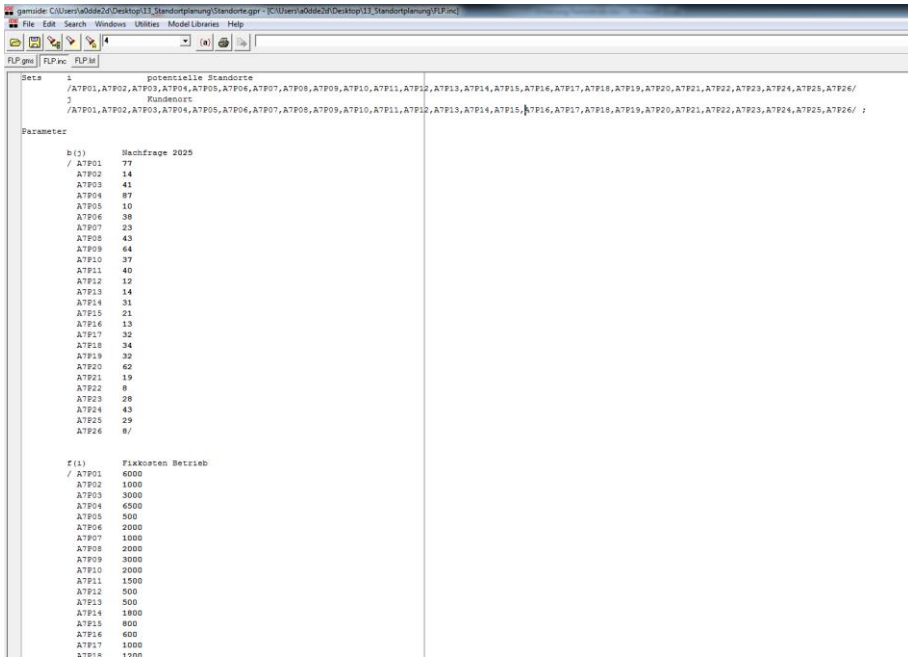 gamside: C:\Users\a0dde2d\Desktop\13_Standortplanung\Standorte.gpr - [C:\Users\a0dde2d\Desktop\13_Standortplanung\FLP.inc]
File Edit Search Windows Utilities Model Libraries Help
4 (a)
FLP.gms FLP.inc FLP.lst
Sets i potentielle Standorte
/A7P01,A7P02,A7P03,A7P04,A7P05,A7P06,A7P07,A7P08,A7P09,A7P10,A7P11,A7P12,A7P13,A7P14,A7P15,A7P16,A7P17,A7P18,A7P19,A7P20,A7P21,A7P22,A7P23,A7P24,A7P25,A7P26/
j Kundenort
/A7P01,A7P02,A7P03,A7P04,A7P05,A7P06,A7P07,A7P08,A7P09,A7P10,A7P11,A7P12,A7P13,A7P14,A7P15,A7P16,A7P17,A7P18,A7P19,A7P20,A7P21,A7P22,A7P23,A7P24,A7P25,A7P26/ ;
Parameter
b(j) Nachfrage 2025
/ A7P01 77
A7P02 14
A7P03 41
A7P04 87
A7P05 10
A7P06 38
A7P07 23
A7P08 43
A7P09 64
A7P10 37
A7P11 40
A7P12 12
A7P13 14
A7P14 31
A7P15 21
A7P16 13
A7P17 32
A7P18 34
A7P19 32
A7P20 62
A7P21 19
A7P22 8
A7P23 28
A7P24 43
A7P25 29
A7P26 8/
f(i) Fixkosten Betrieb
/ A7P01 6000
A7P02 1000
A7P03 3000
A7P04 6500
A7P05 500
A7P06 2000
A7P07 1000
A7P08 2000
A7P09 3000
A7P10 2000
A7P11 1500
A7P12 500
A7P13 500
A7P14 1800
A7P15 800
A7P16 600
A7P17 1000
A7P18 1200